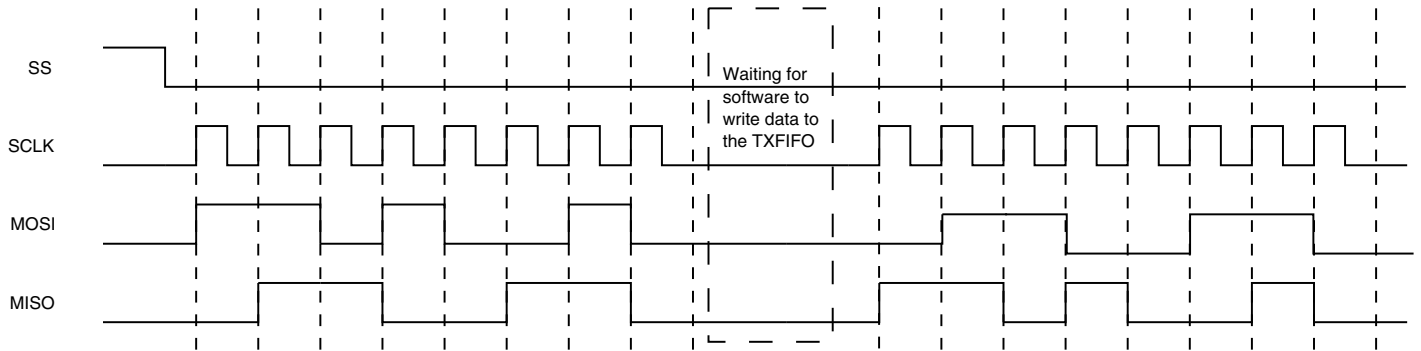 SS
Waiting for
software to
write data to
the TXFIFO
SCLK
MOSI
MISO